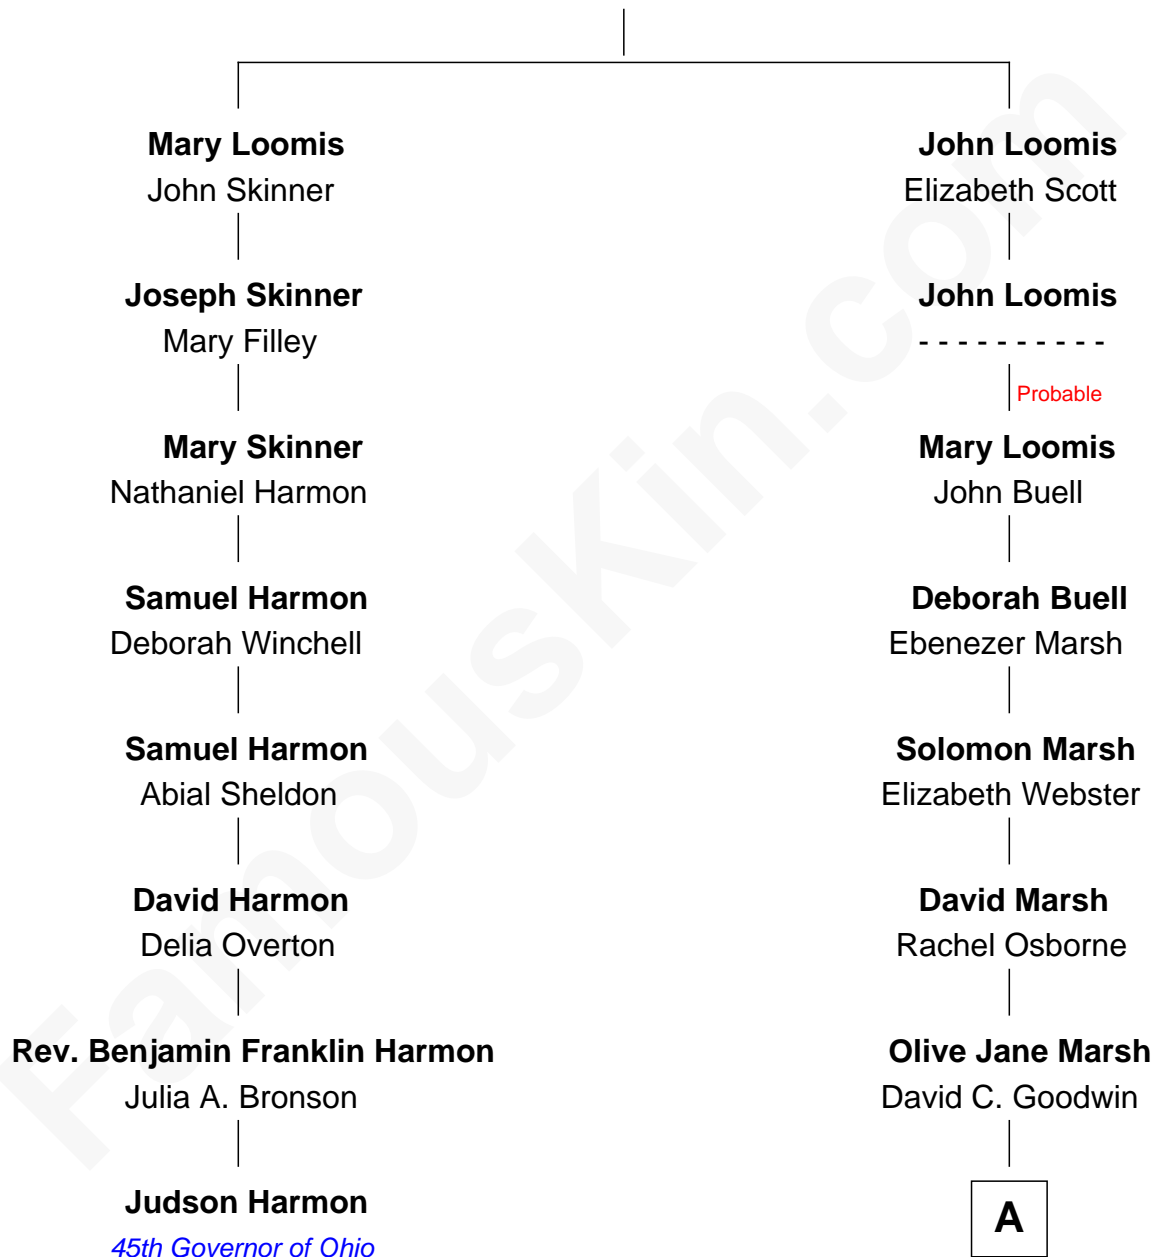 Mary Loomis
John Skinner
John Loomis
Elizabeth Scott
Joseph Skinner
Mary Filley
John Loomis
- - - - - - - - - -
Probable
Mary Skinner
Nathaniel Harmon
Mary Loomis
John Buell
Samuel Harmon
Deborah Winchell
Deborah Buell
Ebenezer Marsh
Samuel Harmon
Abial Sheldon
Solomon Marsh
Elizabeth Webster
David Harmon
Delia Overton
David Marsh
Rachel Osborne
Rev. Benjamin Franklin Harmon
Julia A. Bronson
Olive Jane Marsh
David C. Goodwin
Judson Harmon
45th Governor of Ohio
A
FamousKin.com